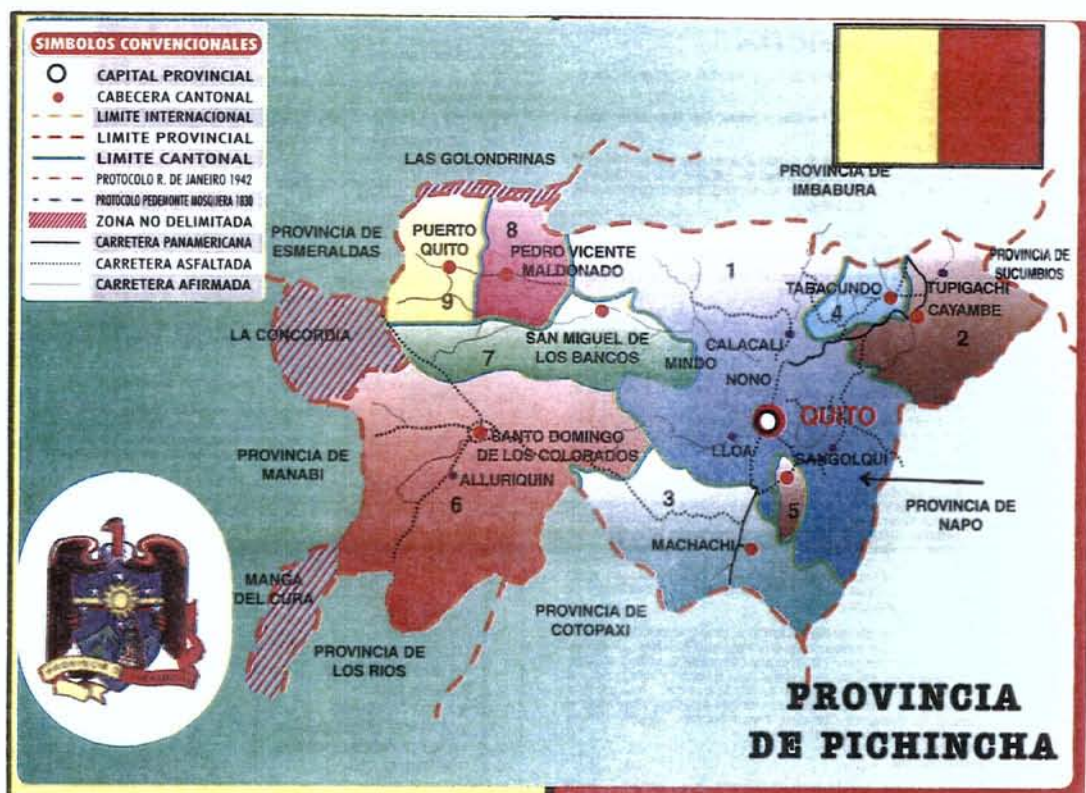 SIMBOLOS CONVENCIONALES
CAPITAL PROVINCIAL
CABECERA CANTONAL
LIMITE INTERNACIONAL
LIMITE PROVINCIAL
LIMITE CANTONAL
PROTOCOLO R. DE JANEIRO 1942
PROTOCOLO PEDEMONTE MOSQUERA 1830
ZONA NO DELIMITADA
CARRETERA PANAMERICANA
CARRETERA ASFALTADA
CARRETERA AFIRMADA
LAS GOLONDRINAS
PROVINCIA DE
IMBABURA
PROVINCIA DE
ESMERALDAS
PUERTO
QUITO
9
8
PEDRO VICENTE
MALDONADO
1
PROVINCIA DE
SUCUMBIOS
TABACUNDO
4
TUPIGACHI
CAYAMBE
2
LA CONCORDIA
7
SAN MIGUEL DE
LOS BANCOS
MINDO
CALACALI
NONO
QUITO
LLOA
SANGOLQUI
PROVINCIA DE
MANABI
SANTO DOMINGO
DE LOS COLORADOS
ALLURIQUIN
6
3
5
MACHACHI
PROVINCIA DE
NAPO
MANGA
DEL CURA
PROVINCIA DE
COTOPAXI
PROVINCIA DE
LOS RIOS
PROVINCIA
DE PICHINCHA